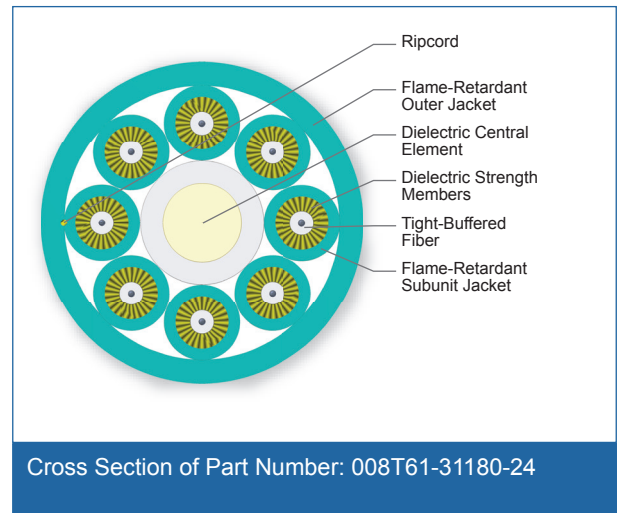 Ripcord
Flame-Retardant
Outer Jacket
Dielectric Central
Element
Dielectric Strength
Members
Tight-Buffered
Fiber
Flame-Retardant
Subunit Jacket
Cross Section of Part Number: 008T61-31180-24